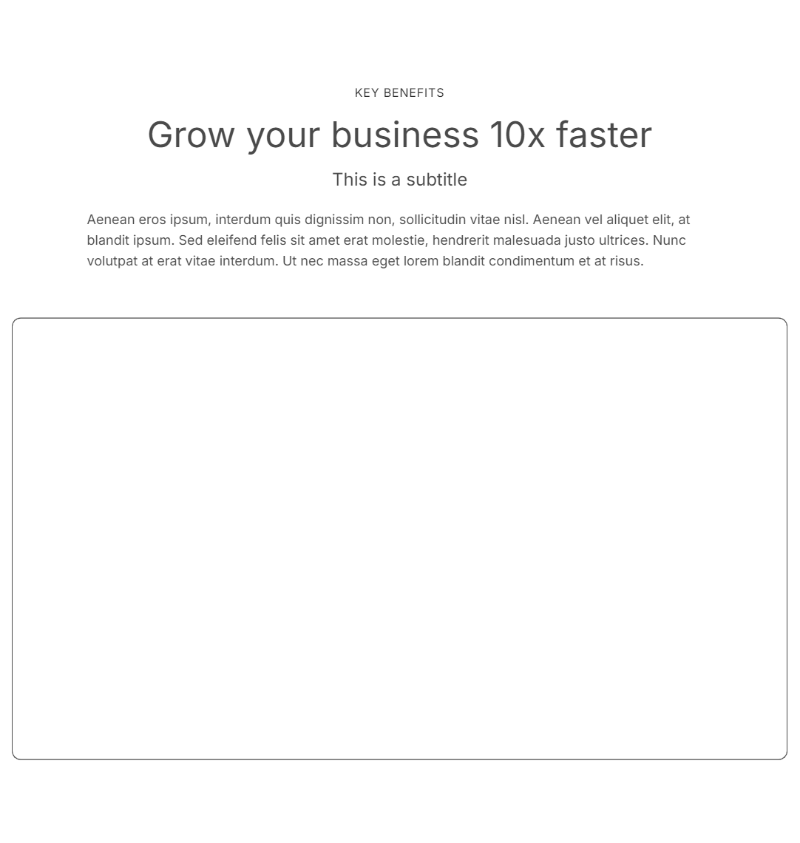 KEY BENEFITS
Grow your business 10x faster
This is a subtitle
Aenean eros ipsum, interdum quis dignissim non, sollicitudin vitae nisl. Aenean vel aliquet elit, at
blandit ipsum. Sed eleifend felis sit amet erat molestie, hendrerit malesuada justo ultrices. Nunc
volutpat at erat vitae interdum. Ut nec massa eget lorem blandit condimentum et at risus.